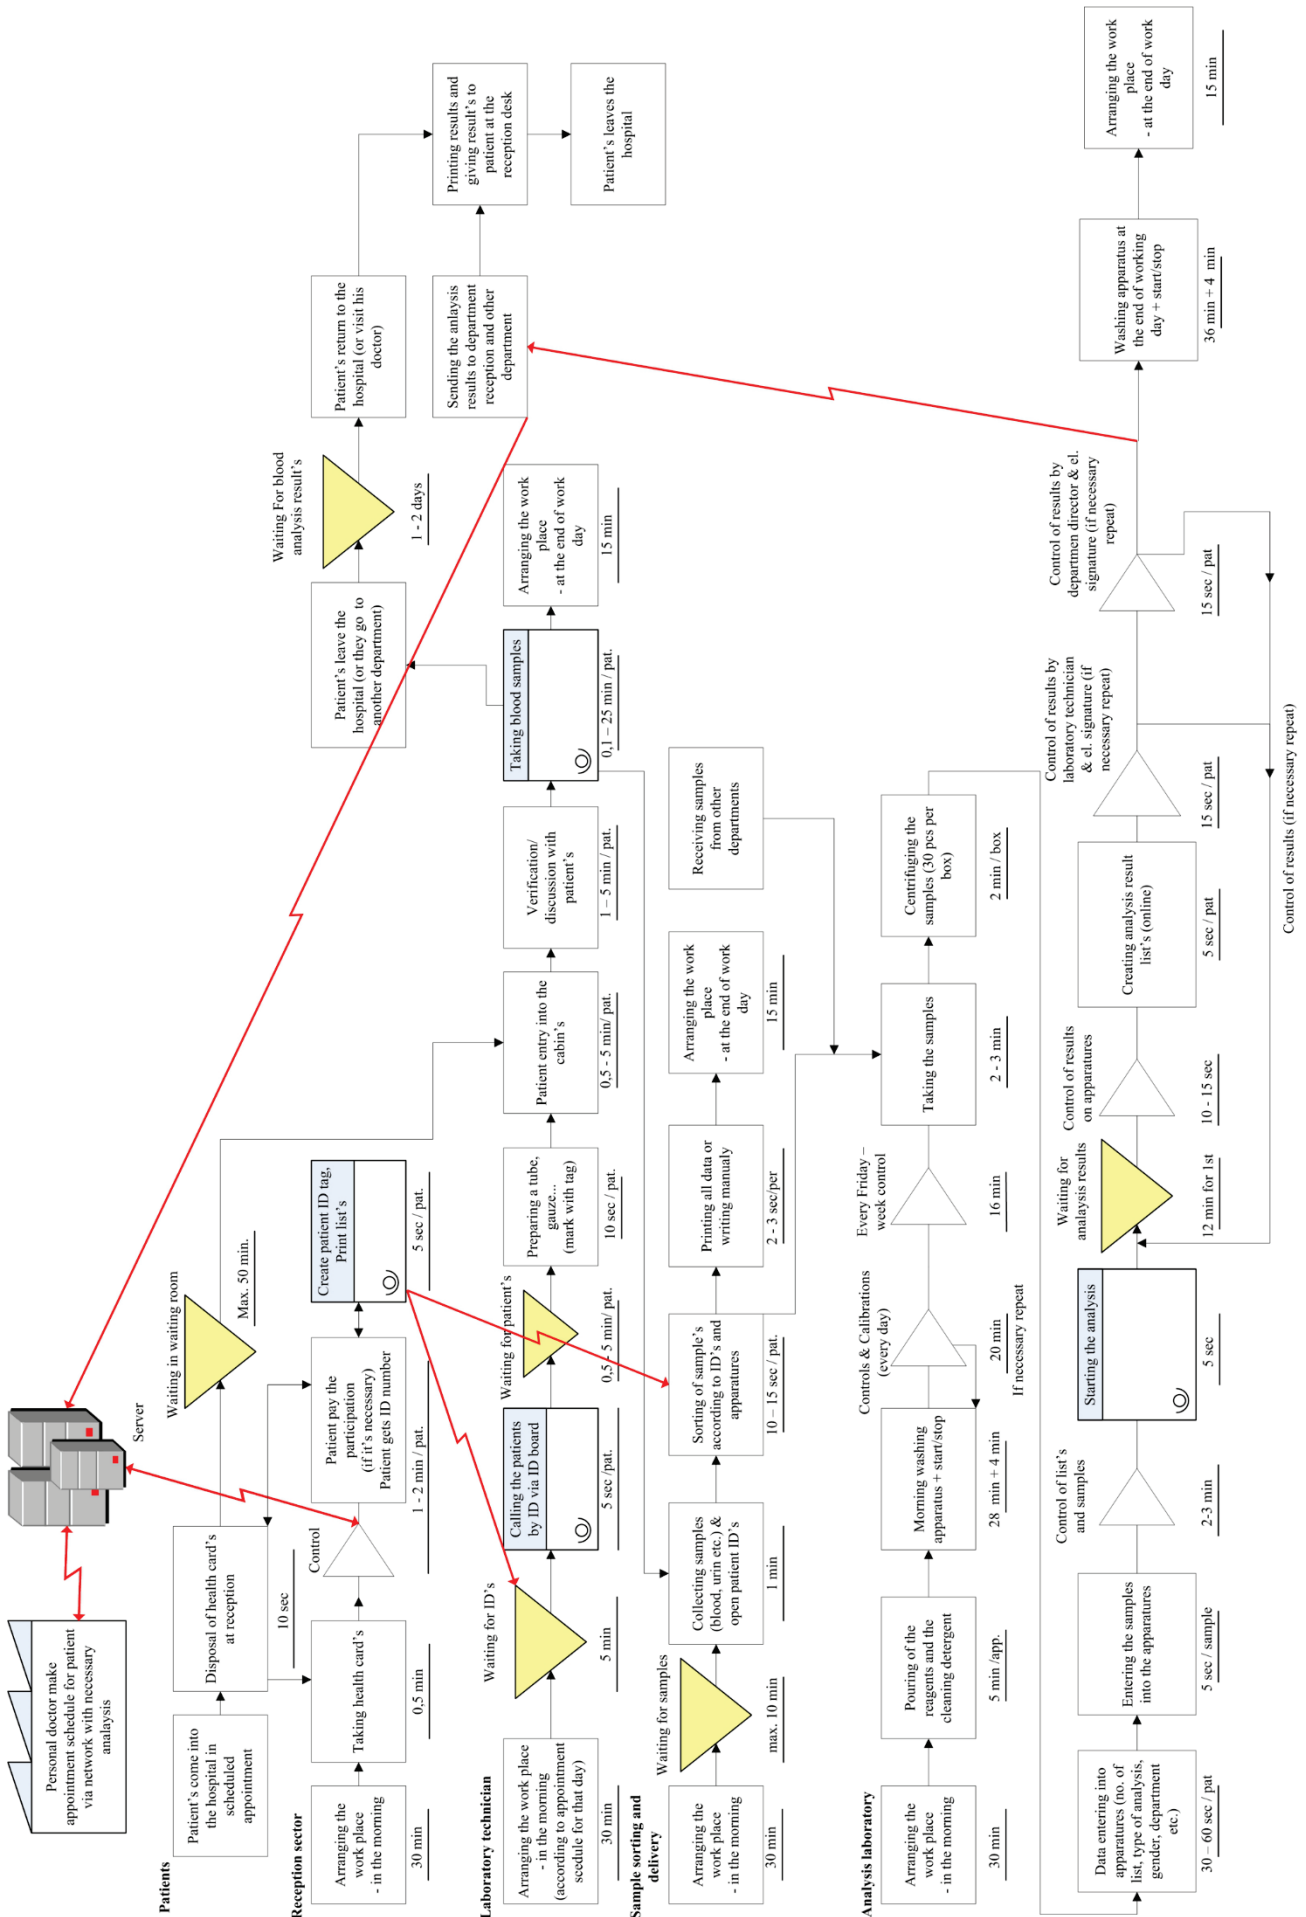 Personal doctor make
appointment schedule for patient
via network with necessary
analaysis
Server
Patients
Patient's come into
the hospital in
scheduled
appointment
Disposal of health card's
at reception
10 sec
Waiting in waiting room
Max. 50 min.
Patient's leave the
hospital (or they go to
another department)
Waiting For blood
analysis result's
1 - 2 days
Patient's return to the
hospital (or visit his
doctor)
Reception sector
Arranging the
work place
- in the morning
30 min
Taking health card's
0,5 min
Control
Patient pay the
participation
(if it's necessary)
Patient gets ID number
1 - 2 min / pat.
Create patient ID tag,
Print list's
5 sec / pat.
Sending the anlaysis
results to department
reception and other
department
Printing results and
giving result's to
patient at the
reception desk
Patient's leaves the
hospital
Laboratory technician
Arranging the work place
- in the morning
(according to appointment
scedule for that day)
30 min
Waiting for ID's
5 min
Calling the patients
by ID via ID board
5 sec /pat.
Waiting for patient's
0,5 - 5 min/ pat.
Preparing a tube,
gauze...
(mark with tag)
10 sec / pat.
Patient entry into the
cabin's
0,5 - 5 min/ pat.
Verification/
discussion with
patient's
1 – 5 min / pat.
Taking blood samples
0,1 – 25 min / pat.
Arranging the work
place
- at the end of work
day
15 min
Sample sorting and
delivery
Arranging the
work place
- in the morning
30 min
Waiting for samples
max. 10 min
Collecting samples
(blood, urin etc.) &
open patient ID's
1 min
Sorting of sample's
according to ID's and
apparatures
10 – 15 sec / pat.
Printing all data or
writing manualy
2 - 3 sec/per
Arranging the work
place
- at the end of work
day
15 min
Receiving samples
from other
departments
Analysis laboratory
Arranging the
work place
- in the morning
30 min
Pouring of the
reagents and the
cleaning detergent
5 min /app.
Morning washing
apparatus + start/stop
28 min + 4 min
Controls & Calibrations
(every day)
20 min
If necessary repeat
Every Friday –
week control
16 min
Taking the samples
2 - 3 min
Centrifuging the
samples (30 pcs per
box)
2 min / box
Data entering into
apparatures (no. of
list, type of analysis,
gender, department
etc.)
30 – 60 sec / pat
Entering the samples
into the apparatures
5 sec / sample
Control of list's
and samples
2-3 min
Starting the analysis
5 sec
Waiting for
analaysis results
12 min for 1st
Control of results
on apparatures
10 - 15 sec
Creating analysis result
list's (online)
5 sec / pat
Control of results by
laboratory technician
& el. signature (if
necessary repeat)
15 sec / pat
Control of results by
departmen director & el.
signature (if necessary
repeat)
15 sec / pat
Control of results (if necessary repeat)
Washing apparatus at
the end of working
day + start/stop
36 min + 4 min
Arranging the work
place
- at the end of work
day
15 min